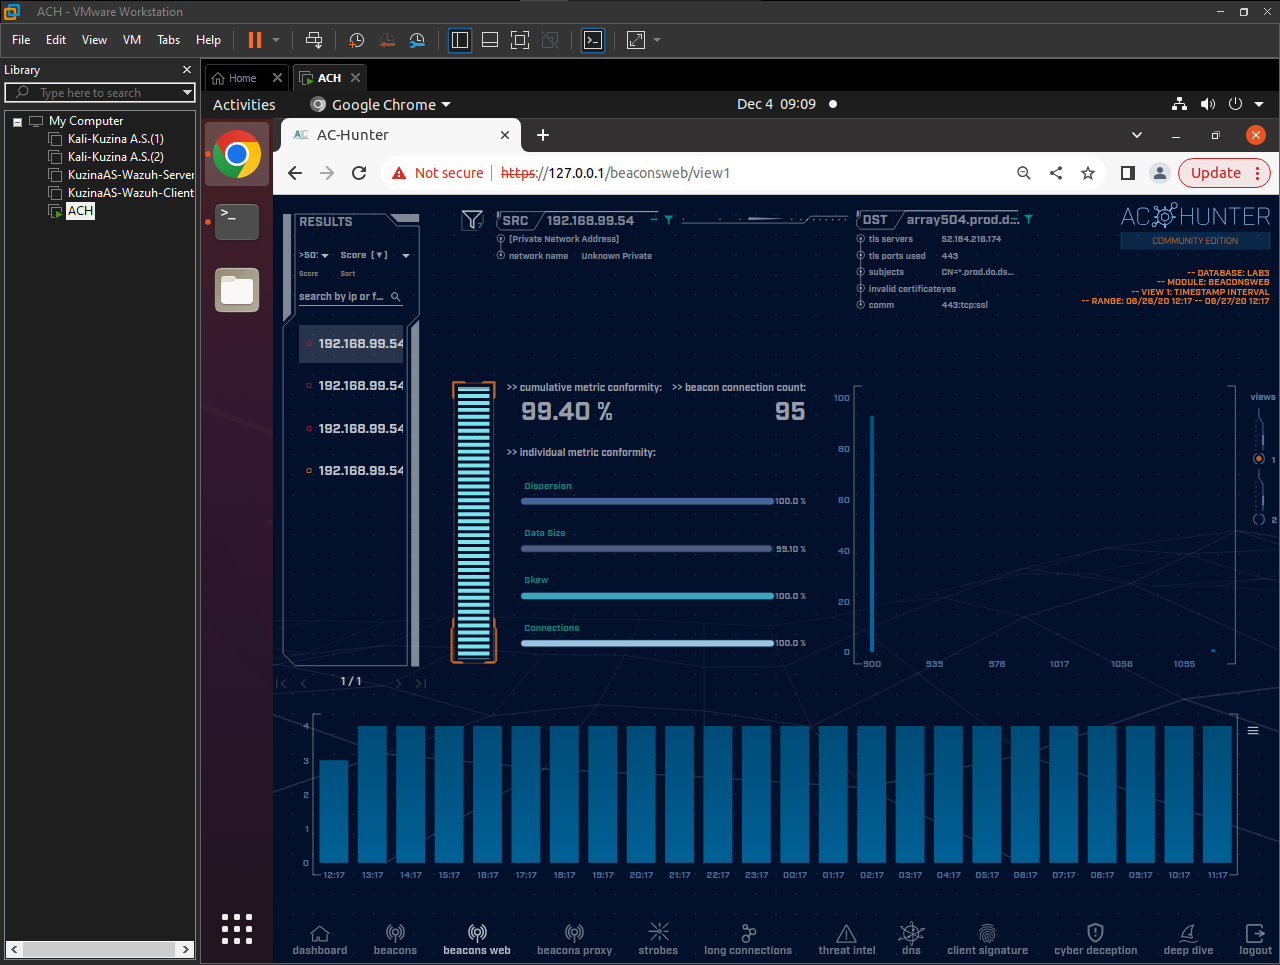 ACH - VMware Workstation
File Edit View VM Tabs Help
Library
Type here to search
My Computer
Kali-Kuzina A.S.(1)
Kali-Kuzina A.S.(2)
KuzinaAS-Wazuh-Server
KuzinaAS-Wazuh-Client
ACH
Home
ACH
Activities
Google Chrome
Dec 4 09:09
AC-Hunter
Not secure
https://127.0.0.1/beaconsweb/view1
Update
RESULTS
Score [▼]
Score
Sort
search by ip or f...
192.168.99.54
192.168.99.54
192.168.99.54
192.168.99.54
1 / 1
7
SRC 192.168.99.54
[Private Network Address]
network name Unknown Private
DST array504.prod.d...
tls servers 52.184.216.174
tls ports used 443
subjects CN=*.prod.do.ds...
invalid certificate yes
comm 443:tcp:ssl
AC HUNTER
COMMUNITY EDITION
-- DATABASE: LAB3
-- MODULE: BEACONSWEB
-- VIEW 1: TIMESTAMP INTERVAL
-- RANGE: 08/26/20 12:17 -- 08/27/20 12:17
>> cumulative metric conformity:
99.40 %
>> beacon connection count:
95
>> individual metric conformity:
Dispersion
100.0 %
Data Size
99.10 %
Skew
100.0 %
Connections
100.0 %
100
80
60
40
20
0
900 939 978 1017 1056 1095
views
1
2
4
3
2
1
0
12:17 13:17 14:17 15:17 16:17 17:17 18:17 19:17 20:17 21:17 22:17 23:17 00:17 01:17 02:17 03:17 04:17 05:17 06:17 07:17 08:17 09:17 10:17 11:17
dashboard beacons beacons web beacons proxy strobes long connections threat intel dns client signature cyber deception deep dive logout